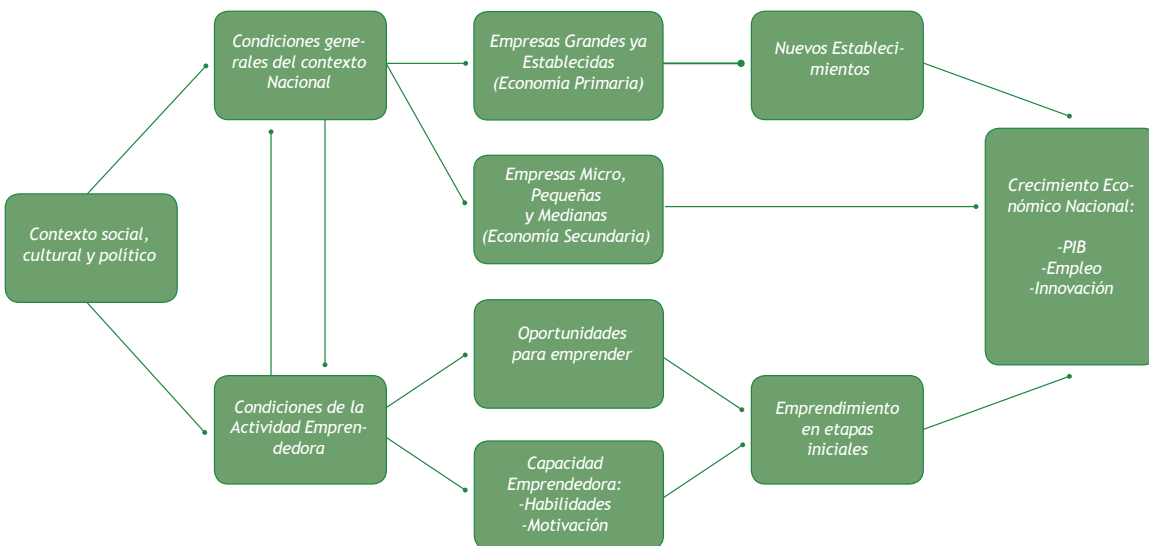 Condiciones gene-
rales del contexto
Nacional
Empresas Grandes ya
Establecidas
(Economía Primaria)
Nuevos Estableci-
mientos
Empresas Micro,
Pequeñas
y Medianas
(Economía Secundaria)
Crecimiento Eco-
nómico Nacional:
-PIB
-Empleo
-Innovación
Contexto social,
cultural y político
Oportunidades
para emprender
Condiciones de la
Actividad Empren-
dedora
Emprendimiento
en etapas
iniciales
Capacidad
Emprendedora:
-Habilidades
-Motivación